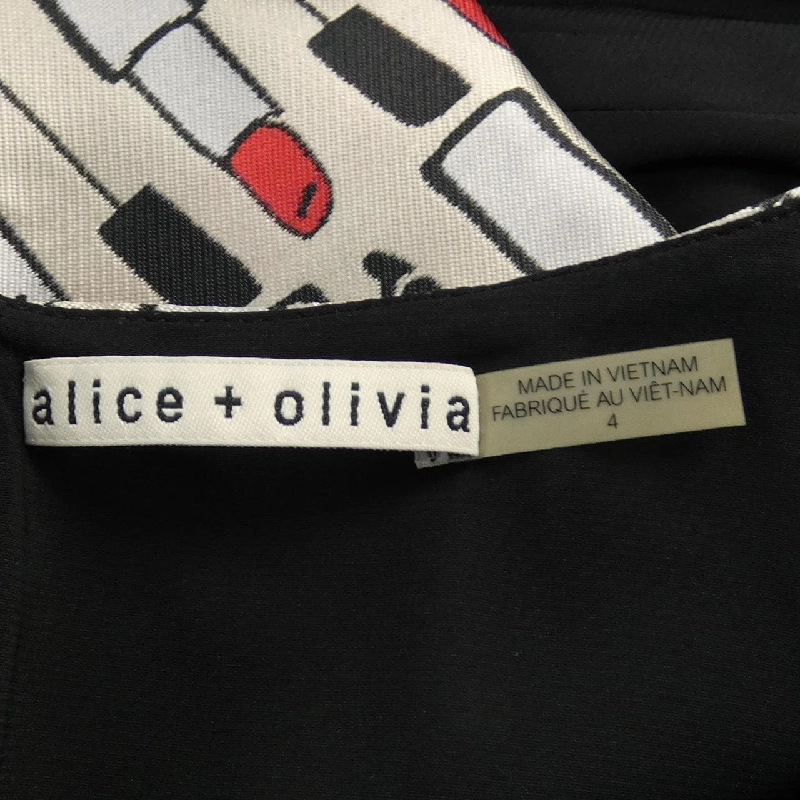 alice + olivia
MADE IN VIETNAM
FABRIQUÉ AU VIÊT-NAM
4